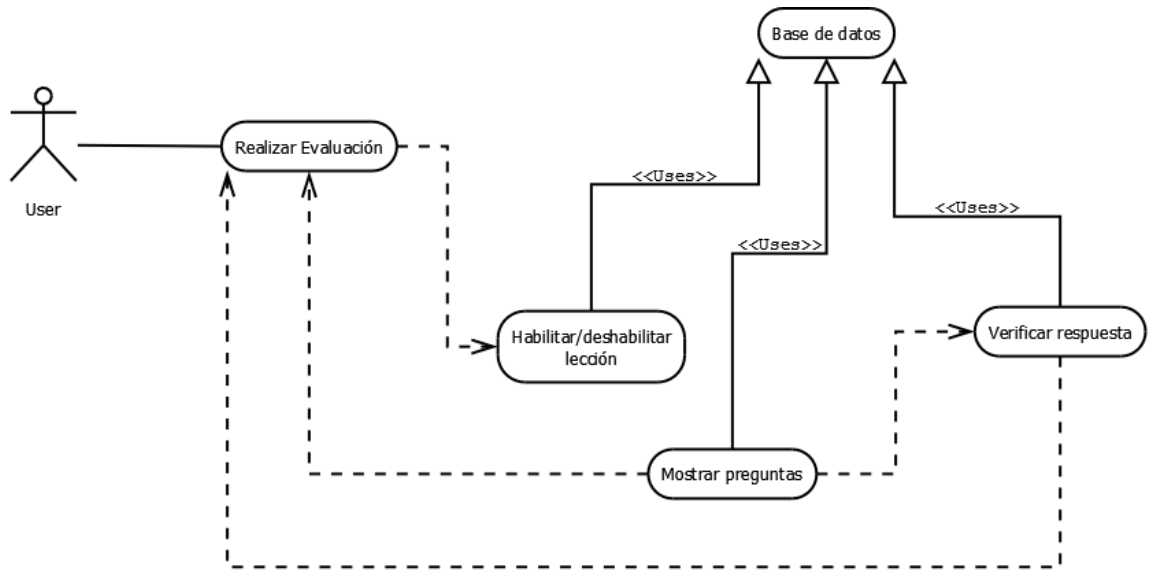 Base de datos
Realizar Evaluación
User
<<Uses>>
<<Uses>>
<<Uses>>
Habilitar/deshabilitar
lección
Verificar respuesta
Mostrar preguntas